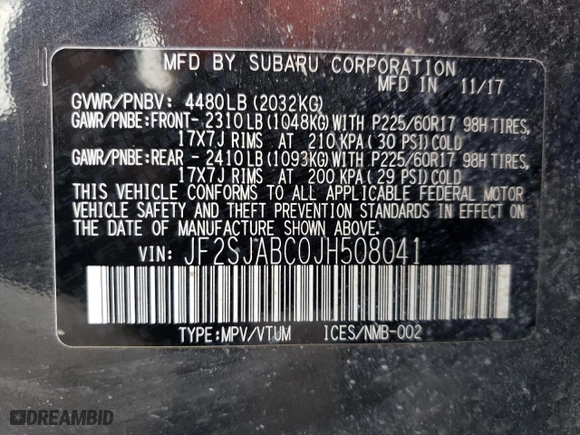 MFD BY SUBARU CORPORATION
MFD IN 11/17
GVWR/PNBV: 4480LB (2032KG)
GAWR/PNBE:FRONT-2310LB (1048KG) WITH P225/60R17 98H TIRES,
17X7J RIMS AT 210 KPA (30 PSI) COLD
GAWR/PNBE:REAR -2410LB (1093KG) WITH P225/60R17 98H TIRES,
17X7J RIMS AT 200 KPA (29 PSI) COLD
THIS VEHICLE CONFORMS TO ALL APPLICABLE FEDERAL MOTOR
VEHICLE SAFETY AND THEFT PREVENTION STANDARDS IN EFFECT ON
THE DATE OF MANUFACTURE SHOWN ABOVE.
VIN: JF2SJABC0JH508041
TYPE:MPV/VTUM ICES/NMB-002
DREAMBID